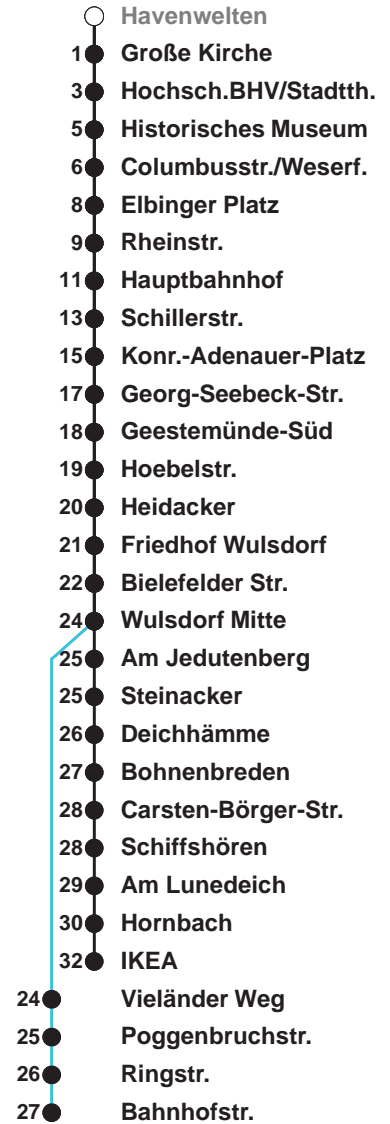 Havenwelten
1 Große Kirche
3 Hochsch.BHV/Stadtth.
5 Historisches Museum
6 Columbusstr./Weserf.
8 Elbinger Platz
9 Rheinstr.
11 Hauptbahnhof
13 Schillerstr.
15 Konr.-Adenauer-Platz
17 Georg-Seebeck-Str.
18 Geestemünde-Süd
19 Hoebelstr.
20 Heidacker
21 Friedhof Wulsdorf
22 Bielefelder Str.
24 Wulsdorf Mitte
25 Am Jedutenberg
25 Steinacker
26 Deichhämme
27 Bohnenbreden
28 Carsten-Börger-Str.
28 Schiffshören
29 Am Lunedeich
30 Hornbach
32 IKEA
24 Vieländer Weg
25 Poggenbruchstr.
26 Ringstr.
27 Bahnhofstr.